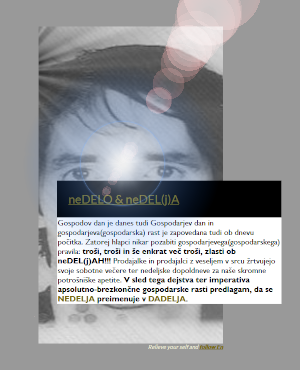 neDELO & neDEL(j)A
Gospodov dan je danes tudi Gospodarjev dan in
gospodarjeva(gospodarska) rast je zapovedana tudi ob dnevu
počitka. Zatorej hlapci nikar pozabiti gospodarjevega(gospodarskega)
pravila: troši, troši in še enkrat več troši, zlasti ob
neDEL(j)AH!!! Prodajalke in prodajalci z veseljem v srcu žrtvujejo
svoje sobotne večere ter nedeljske dopoldneve za naše skromne
potrošniške apetite. V sled tega dejstva ter imperativa
apsolutno-brezkončne gospodarske rasti predlagam, da se
NEDELJA preimenuje v DADELJA.
Relieve your self and